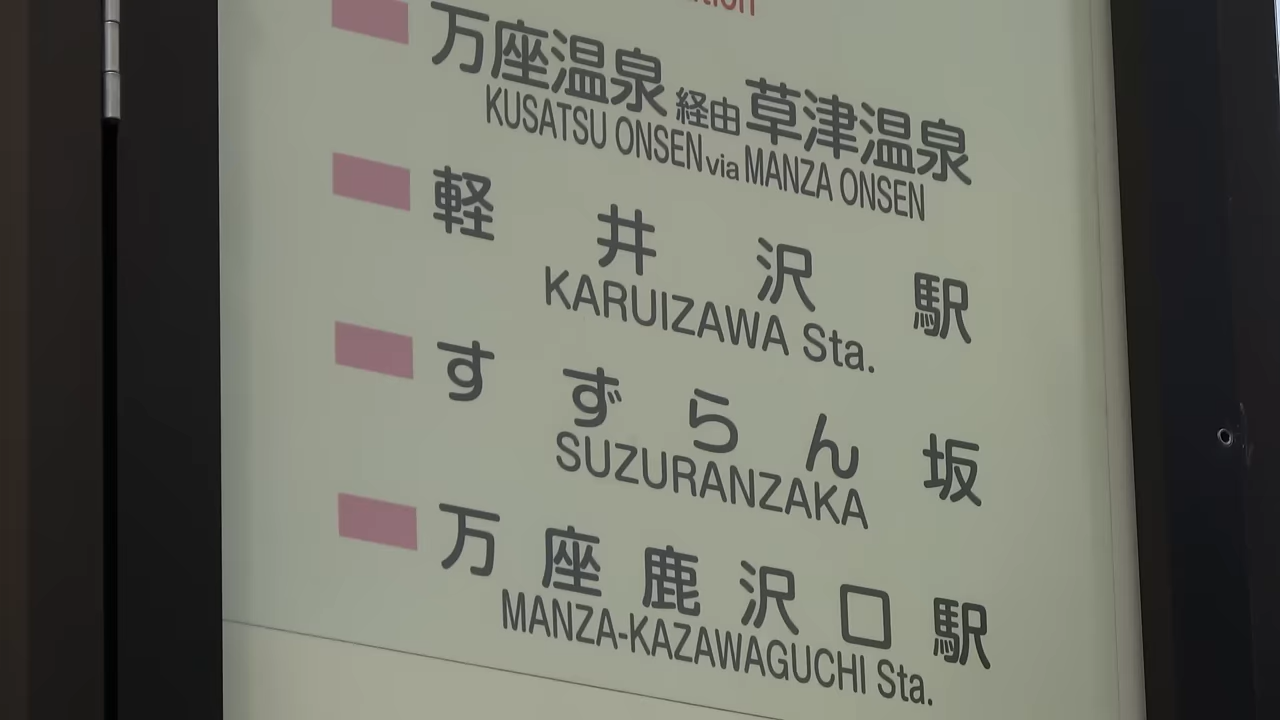 万座温泉経由草津温泉
KUSATSU ONSEN via MANZA ONSEN
軽井沢駅
KARUIZAWA Sta.
すずらん坂
SUZURANZAKA
万座鹿沢口駅
MANZA-KAZAWAGUCHI Sta.